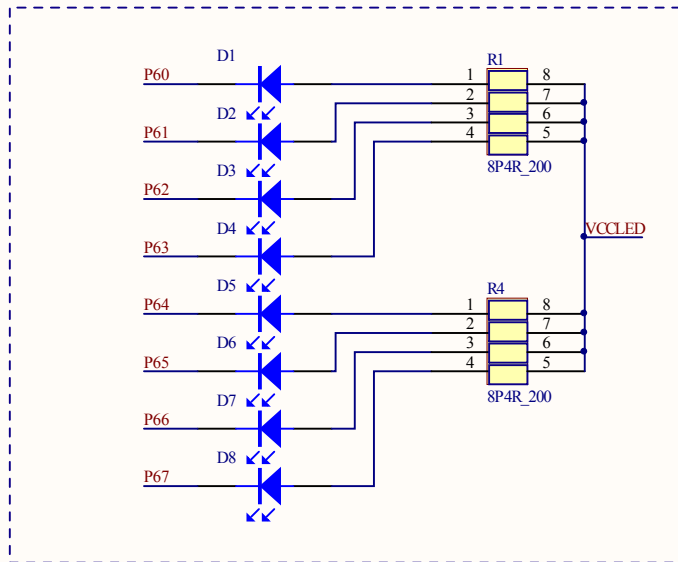 D1
R1
P60
1 8
2 7
D2
3 6
P61
4 5
D3
8P4R_200
P62
D4
VCCLED
P63
D5
R4
P64
1 8
2 7
D6
3 6
P65
4 5
D7
8P4R_200
P66
D8
P67